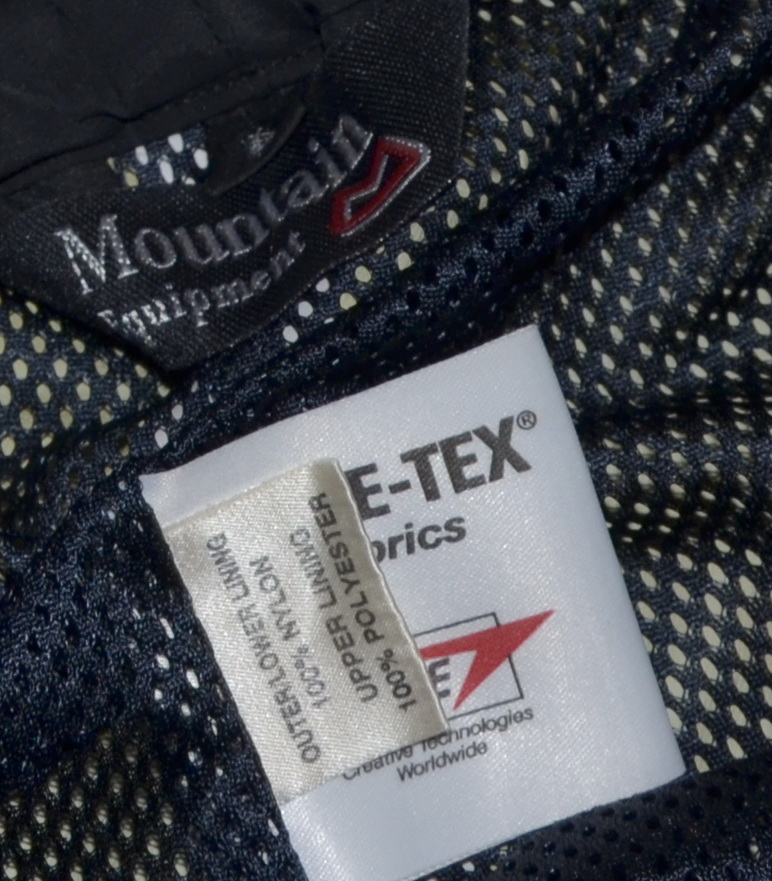 Mountain
Equipment
E-TEX®
brics
OUTER/LOWER LINING
100% NYLON
UPPER LINING
100% POLYESTER
Creative Technologies
Worldwide